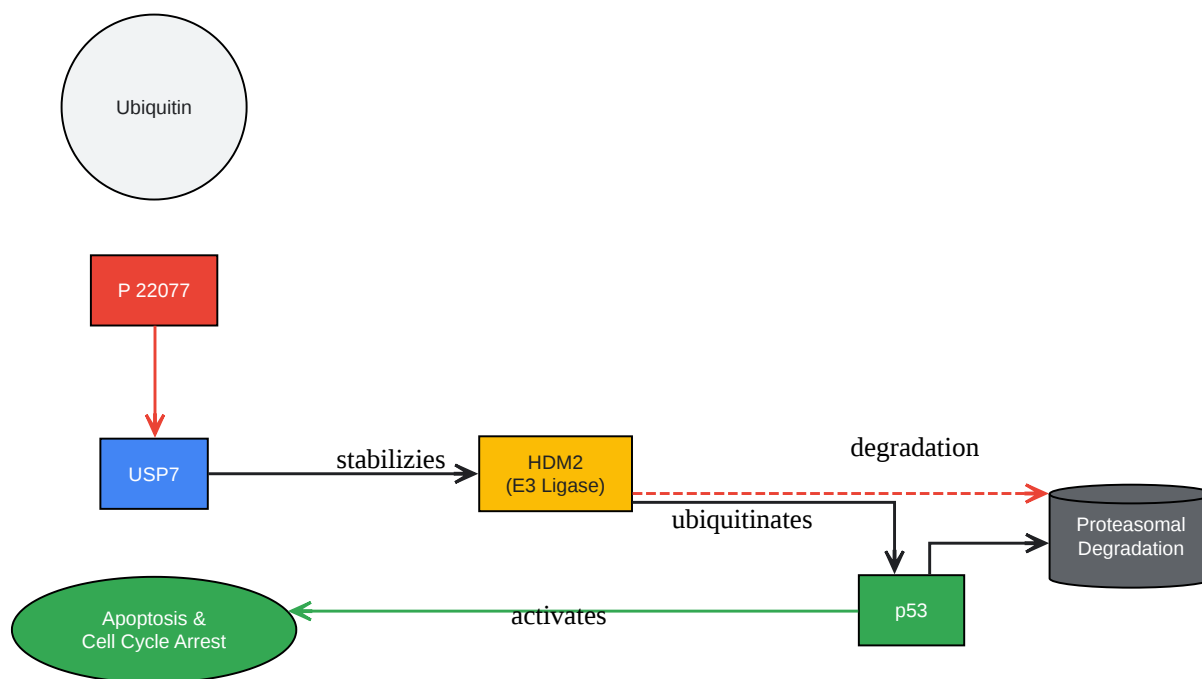 Ubiquitin
P 22077
USP7
stabilizies
HDM2
(E3 Ligase)
degradation
ubiquitinates
Proteasomal
Degradation
Apoptosis &
Cell Cycle Arrest
activates
p53